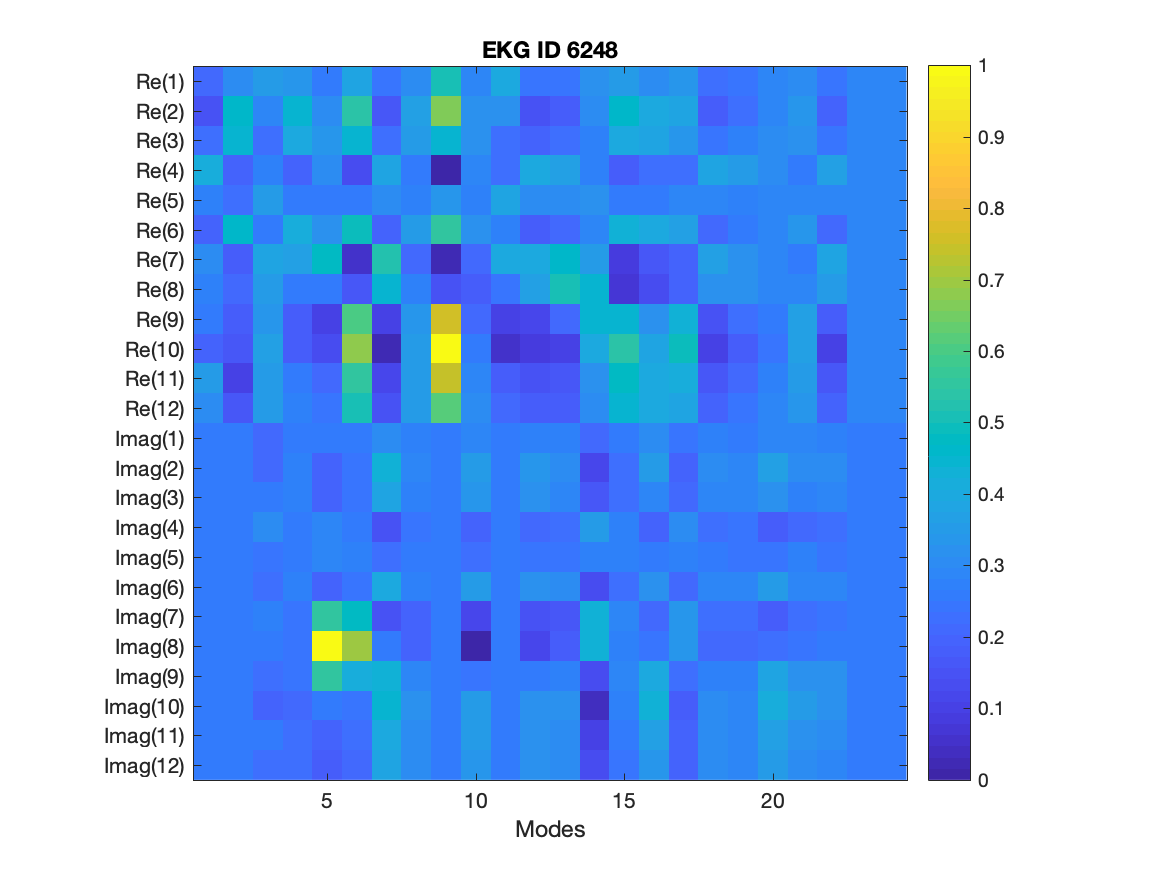 EKG ID 6248
Re(1)
Re(2)
Re(3)
Re(4)
Re(5)
Re(6)
Re(7)
Re(8)
Re(9)
Re(10)
Re(11)
Re(12)
Imag(1)
Imag(2)
Imag(3)
Imag(4)
Imag(5)
Imag(6)
Imag(7)
Imag(8)
Imag(9)
Imag(10)
Imag(11)
Imag(12)
5 10 15 20
Modes
1
0.9
0.8
0.7
0.6
0.5
0.4
0.3
0.2
0.1
0